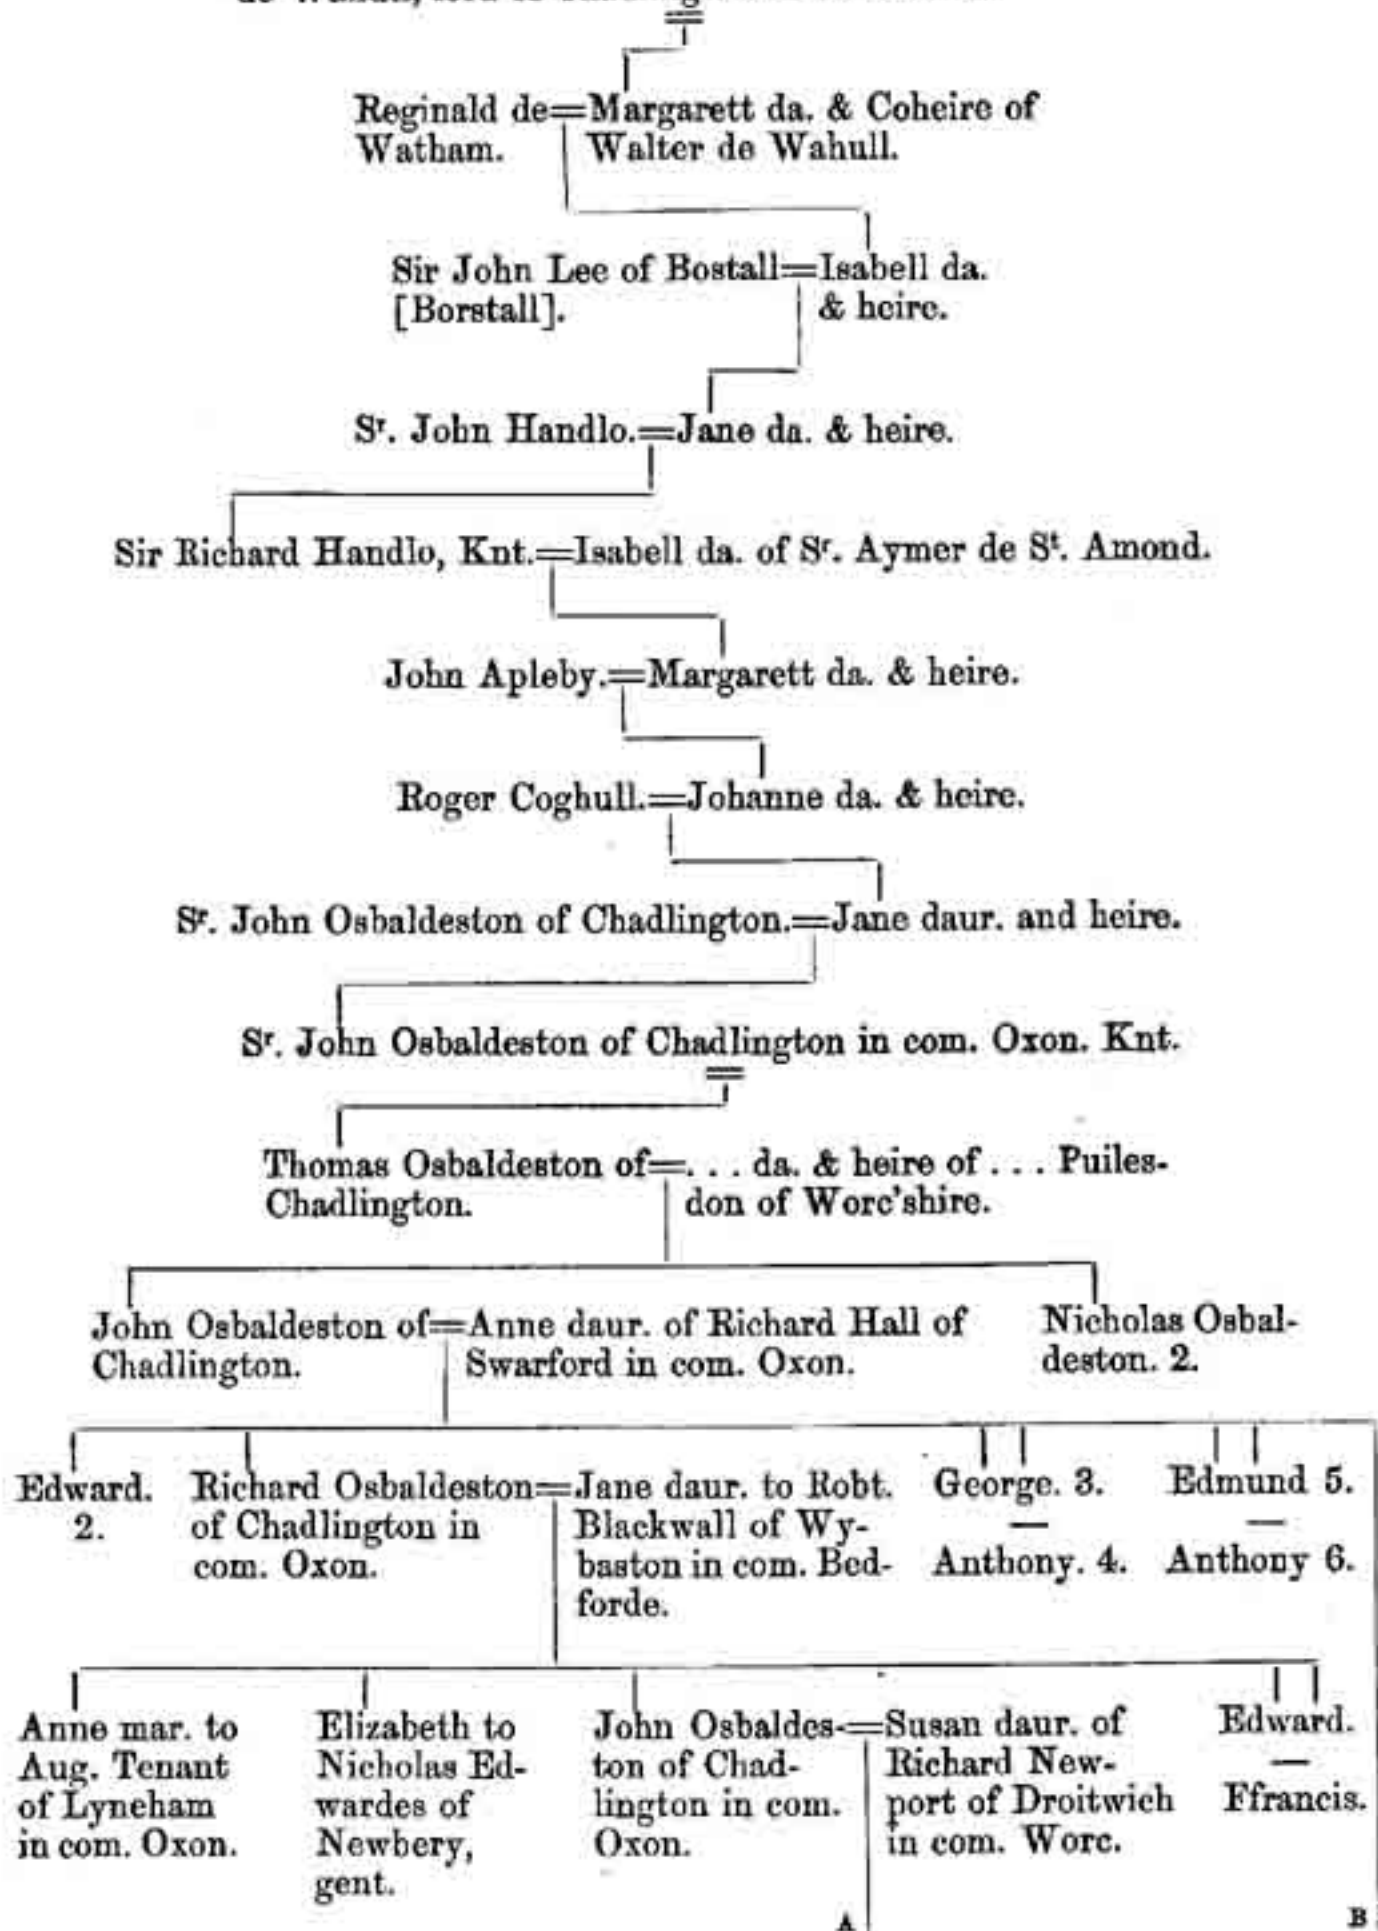 Reginald de=Margarett da. & Coheire of
Watham. Walter de Wahull.
Sir John Lee of Bostall=Isabell da.
[Borstall]. & heire.
Sʳ. John Handlo.=Jane da. & heire.
Sir Richard Handlo, Knt.=Isabell da. of Sʳ. Aymer de Sᵗ. Amond.
John Apleby.=Margarett da. & heire.
Roger Coghull.=Johanne da. & heire.
Sʳ. John Osbaldeston of Chadlington.=Jane daur. and heire.
Sʳ. John Osbaldeston of Chadlington in com. Oxon. Knt.
=
Thomas Osbaldeston of=. . . da. & heire of . . . Puiles-
Chadlington. don of Worc'shire.
John Osbaldeston of=Anne daur. of Richard Hall of
Chadlington. Swarford in com. Oxon.
Nicholas Osbal-
deston. 2.
Edward.
2.
Richard Osbaldeston=Jane daur. to Robt.
of Chadlington in Blackwall of Wy-
com. Oxon. baston in com. Bed-
forde.
George. 3.
—
Anthony. 4.
Edmund 5.
—
Anthony 6.
Anne mar. to
Aug. Tenant
of Lyneham
in com. Oxon.
Elizabeth to
Nicholas Ed-
wardes of
Newbery,
gent.
John Osbaldes-=Susan daur. of
ton of Chad- Richard New-
lington in com. port of Droitwich
Oxon. in com. Worc.
Edward.
—
Ffrancis.
A
B